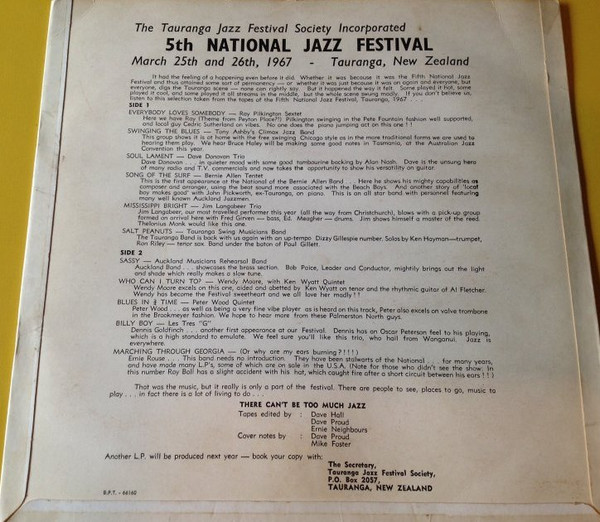 The Tauranga Jazz Festival Society Incorporated
5th NATIONAL JAZZ FESTIVAL
March 25th and 26th, 1967 - Tauranga, New Zealand
It had the feeling of a happening even before it did. Whether it was because it was the Fifth National Jazz
Festival and thus attained some sort of permanency — or whether it was just because it was on again and everyone, but
everyone, digs the Tauranga scene — none can rightly say. But it happened the way it felt. Some played it hot, some
played it cool, and some played it all streams in the middle, but the whole scene swung madly. If you don't believe us,
listen to this selection taken from the tapes of the Fifth National Jazz Festival, Tauranga, 1967 . . .
SIDE 1
EVERYBODY LOVES SOMEBODY — Ray Pilkington Sextet
Here we have Ray (Theme from Peyton Place?!) Pilkington swinging in the Pete Fountain fashion well supported,
and local guy Cedric Sutherland on vibes. No one does the piano jumping act on this one ! !
SWINGING THE BLUES — Tony Ashby's Climax Jazz Band
This group shows it is at home with the free swinging Chicago style as in the more traditional forms we are used to
hearing them play. We hear Bruce Haley will be making some good notes in Tasmania, at the Australian Jazz
Convention this year.
SOUL LAMENT — Dave Donovan Trio
Dave Donovan . . . in quieter mood with some good tambourine backing by Alan Nash. Dave is the unsung hero
of many radio and T.V. commercials and now takes the opportunity to show his versatility on guitar.
SONG OF THE SURF — Bernie Allen Tentet
This is the first appearance at the National of the Bernie Allen Band . . . Here he shows his mighty capabilities as
composer and arranger, using the beat sound more associated with the Beach Boys. And another story of 'local
boy makes good' with John Peckworth, ex-Tauranga, on piano. This is an all star band with personnel featuring
many well known Auckland Jazzmen.
MISSISSIPPI BRIGHT — Jim Langabeer Trio
Jim Langabeer, our most travelled performer this year (all the way from Christchurch), blows with a pick-up group
formed on arrival here with Fred Girven — bass, Ed. Meagher — drums. Jim shows himself a master of the reed.
Thelonius Monk would like this one.
SALT PEANUTS — Tauranga Swing Musicians Band
The Tauranga Band is back with us again with an up-tempo Dizzy Gillespie number. Solos by Ken Hayman—trumpet,
Ron Riley — tenor sax. Band under the baton of Paul Gillett.
SIDE 2
SASSY — Auckland Musicians Rehearsal Band
Auckland Band . . . showcases the brass section. Bob Paice, Leader and Conductor, mightily brings out the light
and shade which really makes a slow tune.
WHO CAN I TURN TO? — Wendy Moore, with Ken Wyatt Quintet
Wendy Moore excels on this one, aided and abetted by Ken Wyatt on tenor and the rhythmic guitar of Al Fletcher.
Wendy has become the Festival sweetheart and we all love her madly ! !
BLUES IN TIME — Peter Wood Quintet
Peter Wood . . . as well as being a very fine vibe player as is heard on this track, Peter also excels on valve trombone
in the Brookmeyer fashion. We hope to hear more from these Palmerston North guys.
BILLY BOY — Les Tres "G"
Dennis Goldfinch . . . another first appearance at our Festival. Dennis has an Oscar Peterson feel to his playing,
which is a high standard to emulate. We feel sure you'll like this trio, who hail from Wanganui. Jazz is
everywhere.
MARCHING THROUGH GEORGIA — (Or why are my ears burning ? ! ! !)
Ernie Rouse . . . This band needs no introduction. They have been stalwarts of the National . . . for many years,
and have made many L.P's, some of which are on sale in the U.S.A. (Note for those who didn't see the show: In
this number Ray Ball has a slight accident with his hat, which caught fire after a short circuit between his ears ! ! )
That was the music, but it really is only a part of the festival. There are people to see, places to go, music to
play . . . in fact there is a lot of living to do . . .
THERE CAN'T BE TOO MUCH JAZZ
Tapes edited by : Dave Hall
Dave Proud
Ernie Neighbours
Cover notes by : Dave Proud
Mike Foster
Another L.P. will be produced next year — book your copy with:
The Secretary,
Tauranga Jazz Festival Society,
P.O. Box 2057,
TAURANGA, NEW ZEALAND
B.P.T. - 46160